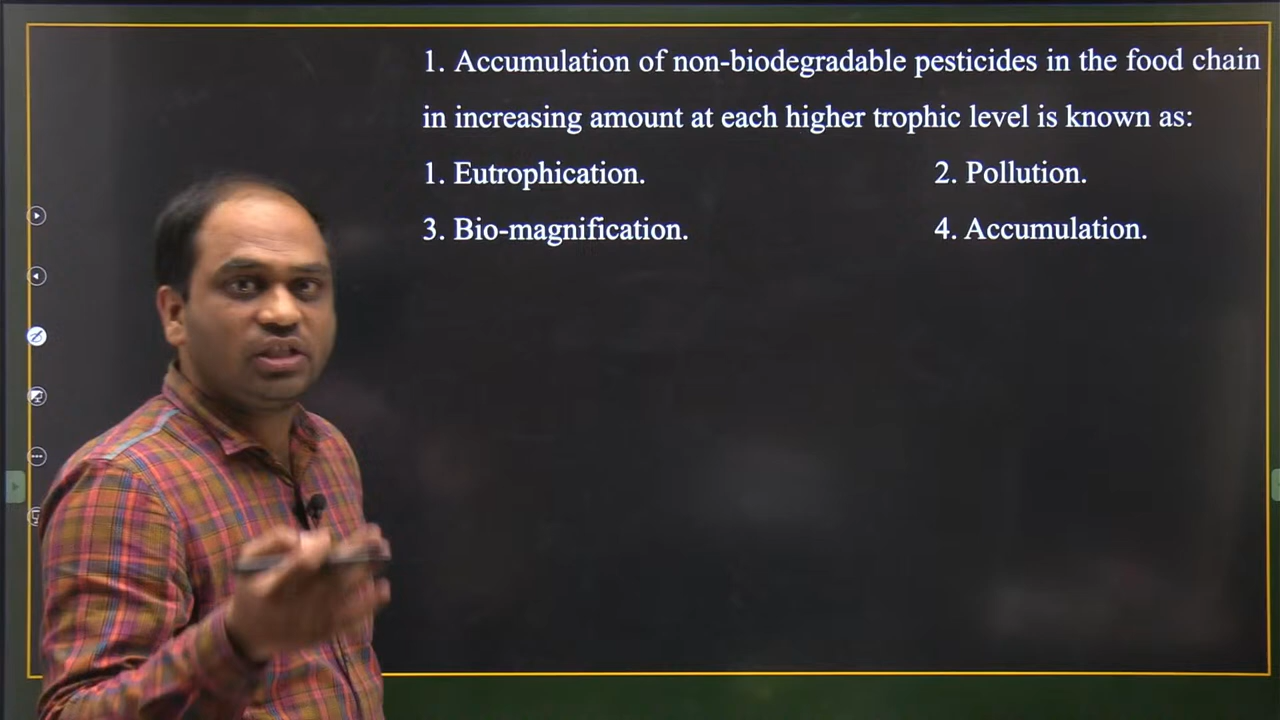 1. Accumulation of non-biodegradable pesticides in the food chain
in increasing amount at each higher trophic level is known as:
1. Eutrophication. 2. Pollution.
3. Bio-magnification. 4. Accumulation.